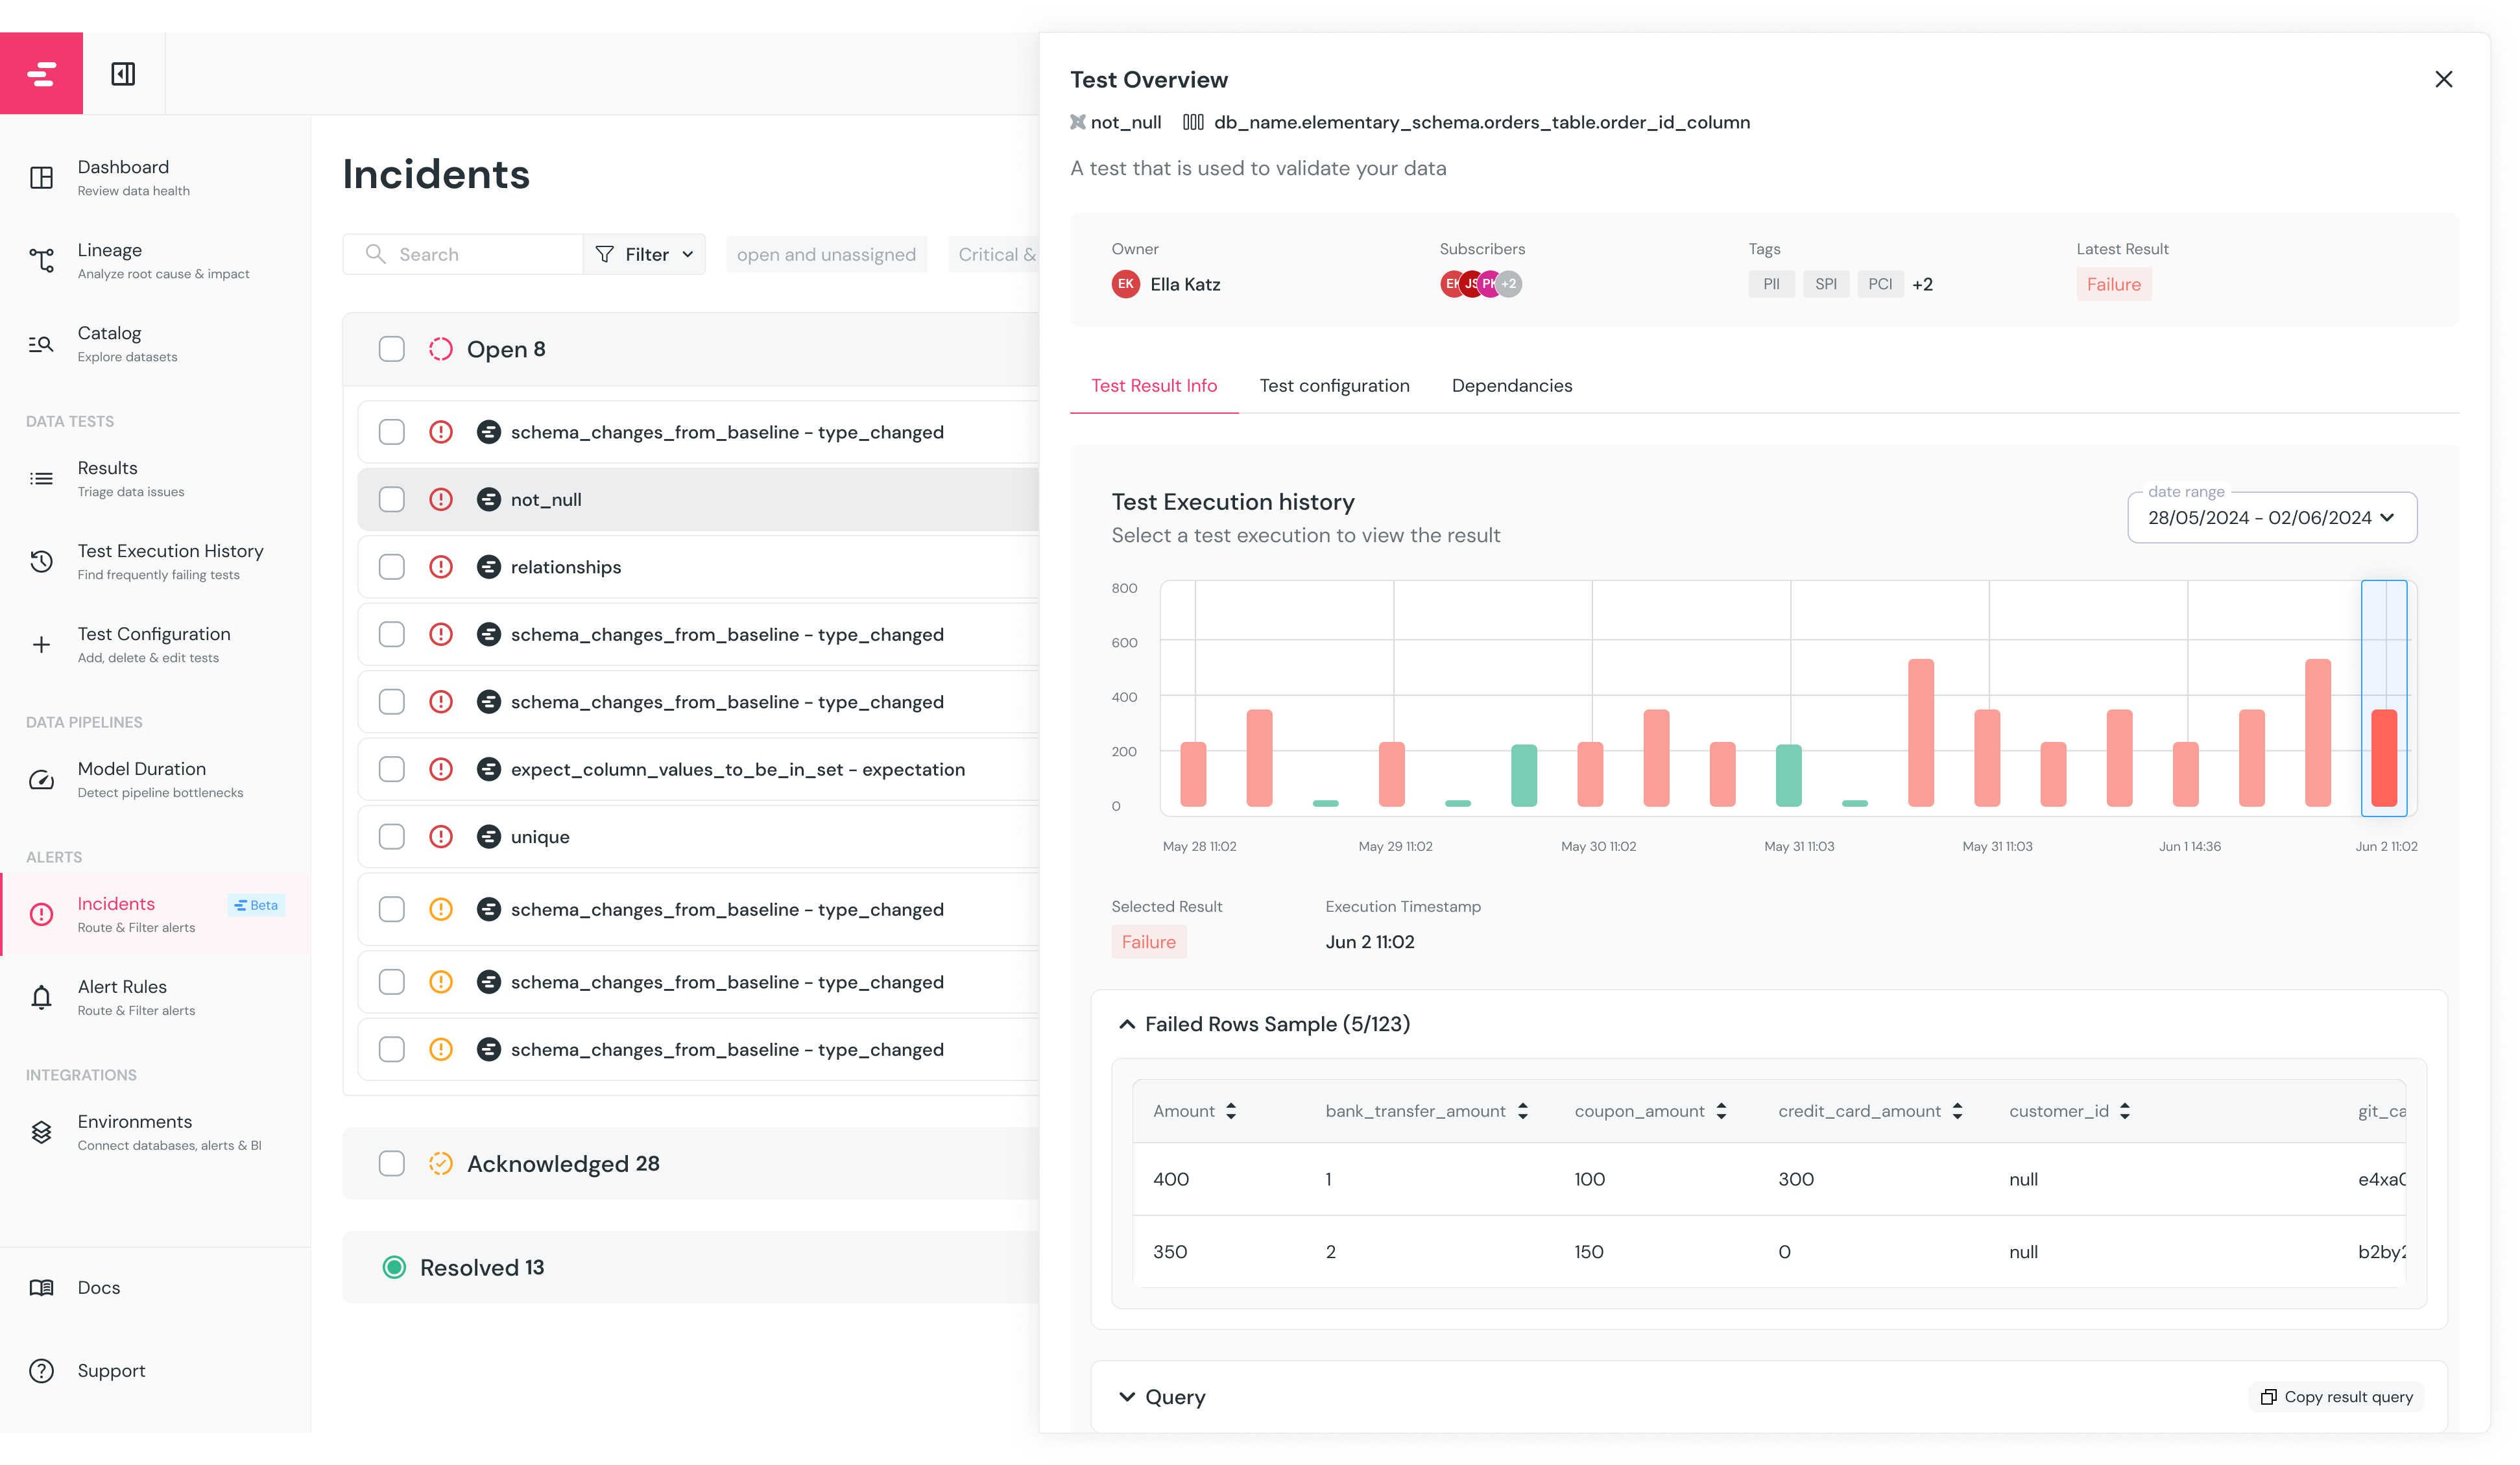 Dashboard
Review data health
Lineage
Analyze root cause & impact
Catalog
Explore datasets
DATA TESTS
Results
Triage data issues
Test Execution History
Find frequently failing tests
Test Configuration
Add, delete & edit tests
DATA PIPELINES
Model Duration
Detect pipeline bottlenecks
ALERTS
Incidents
Beta
Route & Filter alerts
Alert Rules
Route & Filter alerts
INTEGRATIONS
Environments
Connect databases, alerts & BI
Docs
Support
Incidents
Search
Filter
open and unassigned
Critical &
Open 8
schema_changes_from_baseline - type_changed
not_null
relationships
schema_changes_from_baseline - type_changed
schema_changes_from_baseline - type_changed
expect_column_values_to_be_in_set - expectation
unique
schema_changes_from_baseline - type_changed
schema_changes_from_baseline - type_changed
schema_changes_from_baseline - type_changed
Acknowledged 28
Resolved 13
Test Overview
not_null db_name.elementary_schema.orders_table.order_id_column
A test that is used to validate your data
Owner
EK Ella Katz
Subscribers
EK JS PK +2
Tags
PII SPI PCI +2
Latest Result
Failure
Test Result Info Test configuration Dependancies
Test Execution history
Select a test execution to view the result
date range
28/05/2024 - 02/06/2024
800
600
400
200
0
May 28 11:02 May 29 11:02 May 30 11:02 May 31 11:03 May 31 11:03 Jun 1 14:36 Jun 2 11:02
Selected Result
Failure
Execution Timestamp
Jun 2 11:02
Failed Rows Sample (5/123)
Amount bank_transfer_amount coupon_amount credit_card_amount customer_id git_ca
400 1 100 300 null e4xa0
350 2 150 0 null b2by2
Query
Copy result query